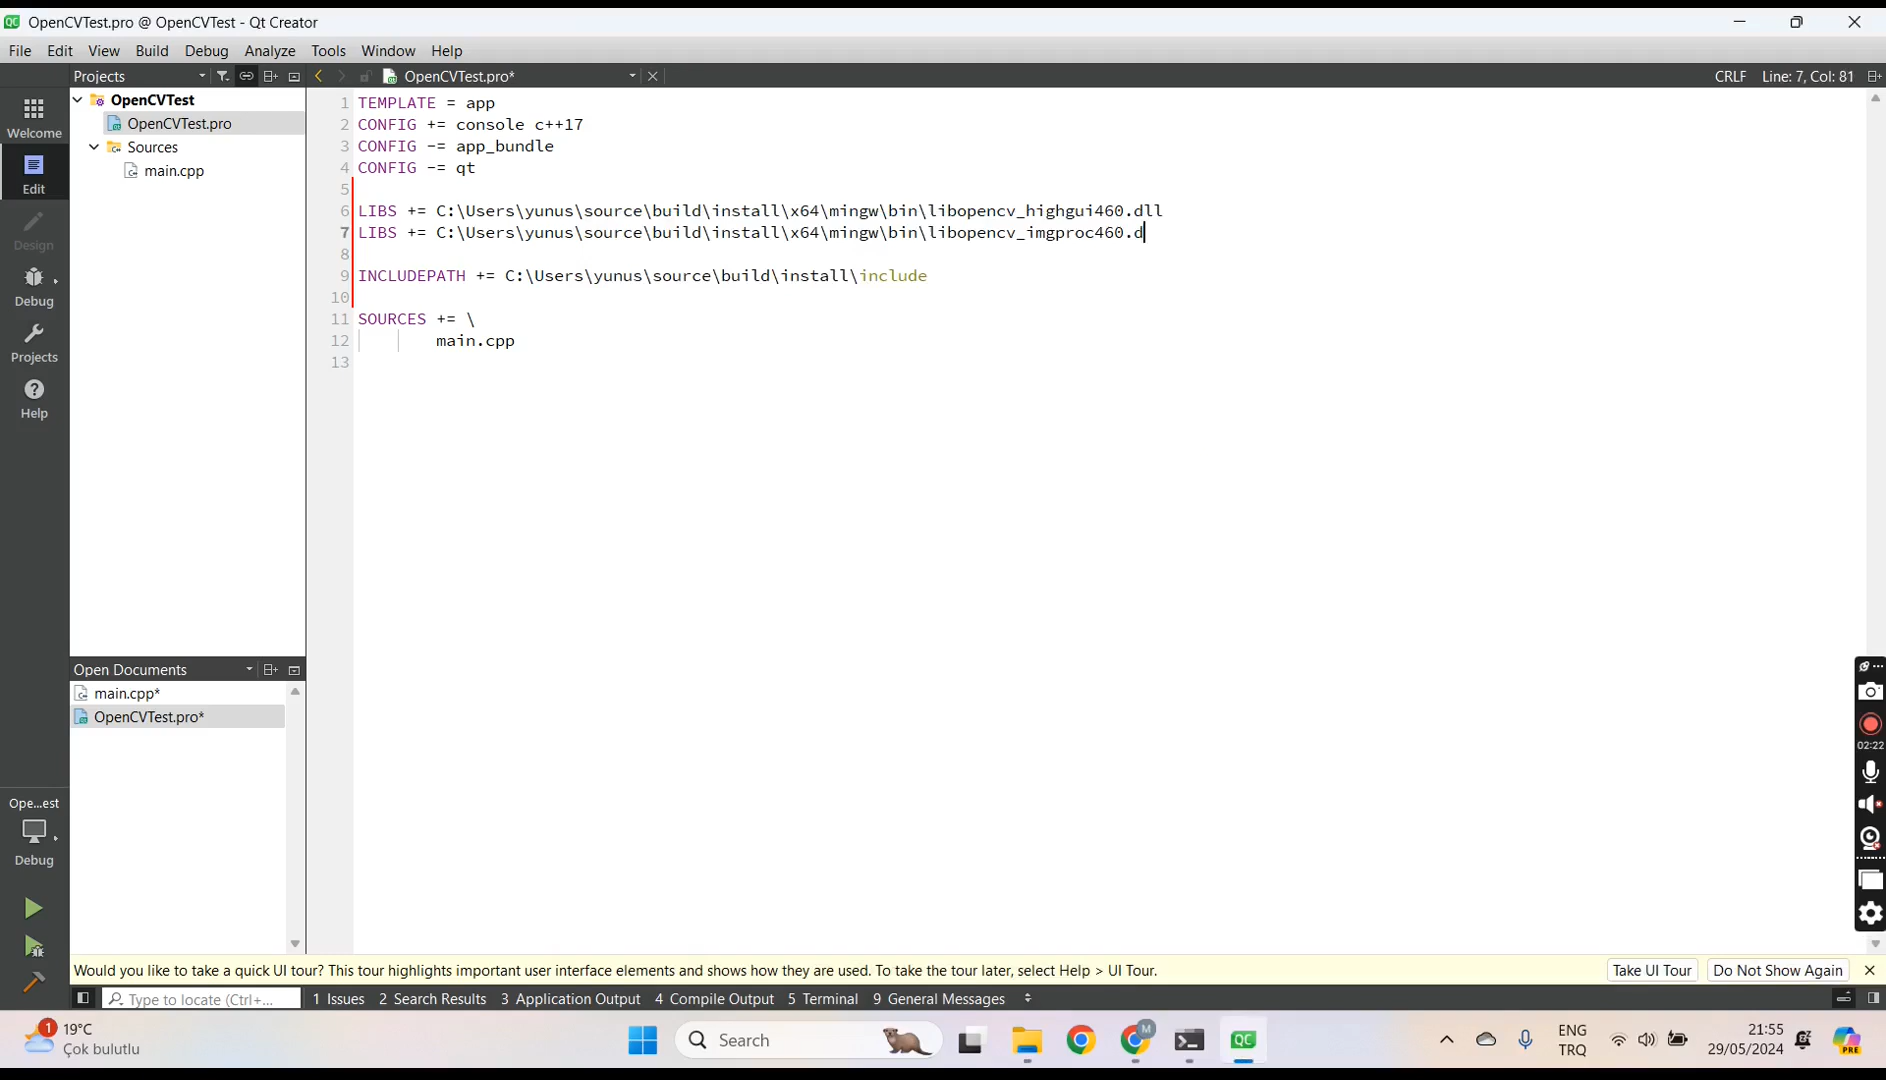 OpenCVTest.pro @ OpenCVTest - Qt Creator
File Edit View Build Debug Analyze Tools Window Help
Projects OpenCVTest.pro* CRLF Line: 7, Col: 81
OpenCVTest
OpenCVTest.pro
Sources
main.cpp
Welcome
Edit
Design
Debug
Projects
Help
1 TEMPLATE = app
2 CONFIG += console c++17
3 CONFIG -= app_bundle
4 CONFIG -= qt
5
6 LIBS += C:\Users\yunus\source\build\install\x64\mingw\bin\libopencv_highgui460.dll
7 LIBS += C:\Users\yunus\source\build\install\x64\mingw\bin\libopencv_imgproc460.d
8
9 INCLUDEPATH += C:\Users\yunus\source\build\install\include
10
11 SOURCES += \
12 main.cpp
13
Open Documents
main.cpp*
OpenCVTest.pro*
Ope...est
Debug
02:22
Would you like to take a quick UI tour? This tour highlights important user interface elements and shows how they are used. To take the tour later, select Help > UI Tour. Take UI Tour Do Not Show Again
Type to locate (Ctrl+... 1 Issues 2 Search Results 3 Application Output 4 Compile Output 5 Terminal 9 General Messages
1 19°C
Çok bulutlu
Search
M
QC
ENG
TRQ
21:55
29/05/2024
PRE